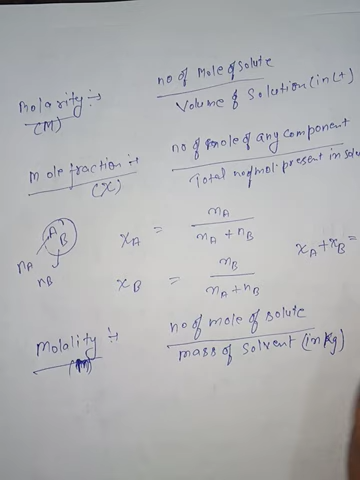 Molarity :- no of Mole of Solute / Volume of Solution (in Lt)
(M)
Mole fraction :- no of mole of any component / Total no of mol. present in solu
(X)
A B
nA
nB
xA = nA / nA + nB
xA + xB =
xB = nB / nA + nB
Molality :- no of mole of solute / mass of solvent (in kg)
(m)